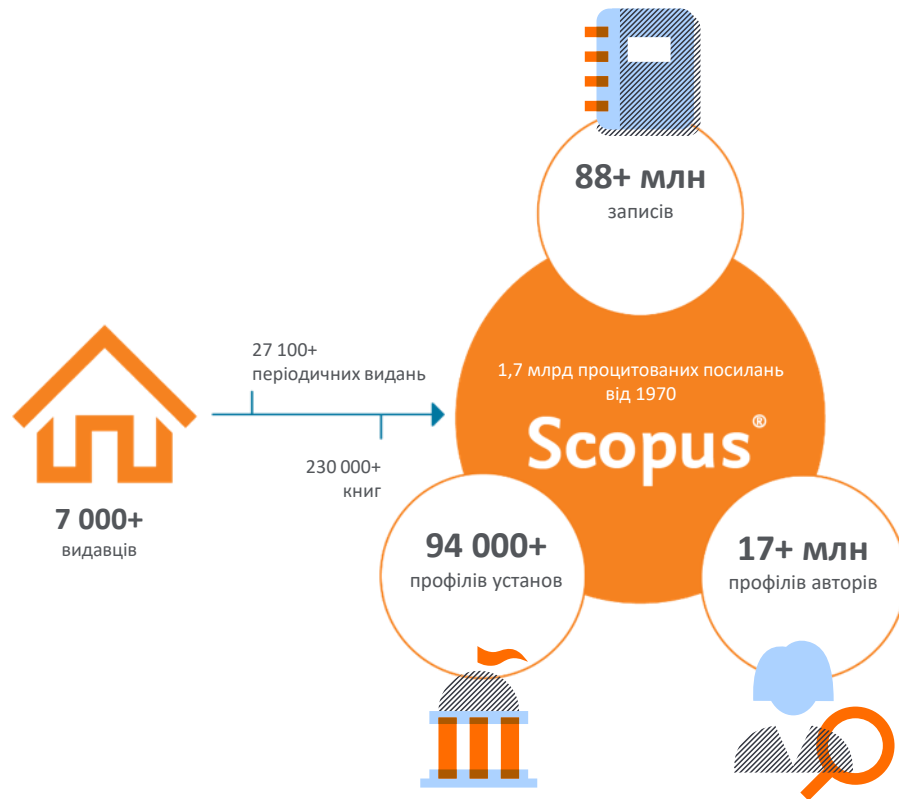 88+ млн
записів
27 100+
періодичних видань
230 000+
книг
7 000+
видавців
1,7 млрд процитованих посилань
від 1970
Scopus®
94 000+
профілів установ
17+ млн
профілів авторів